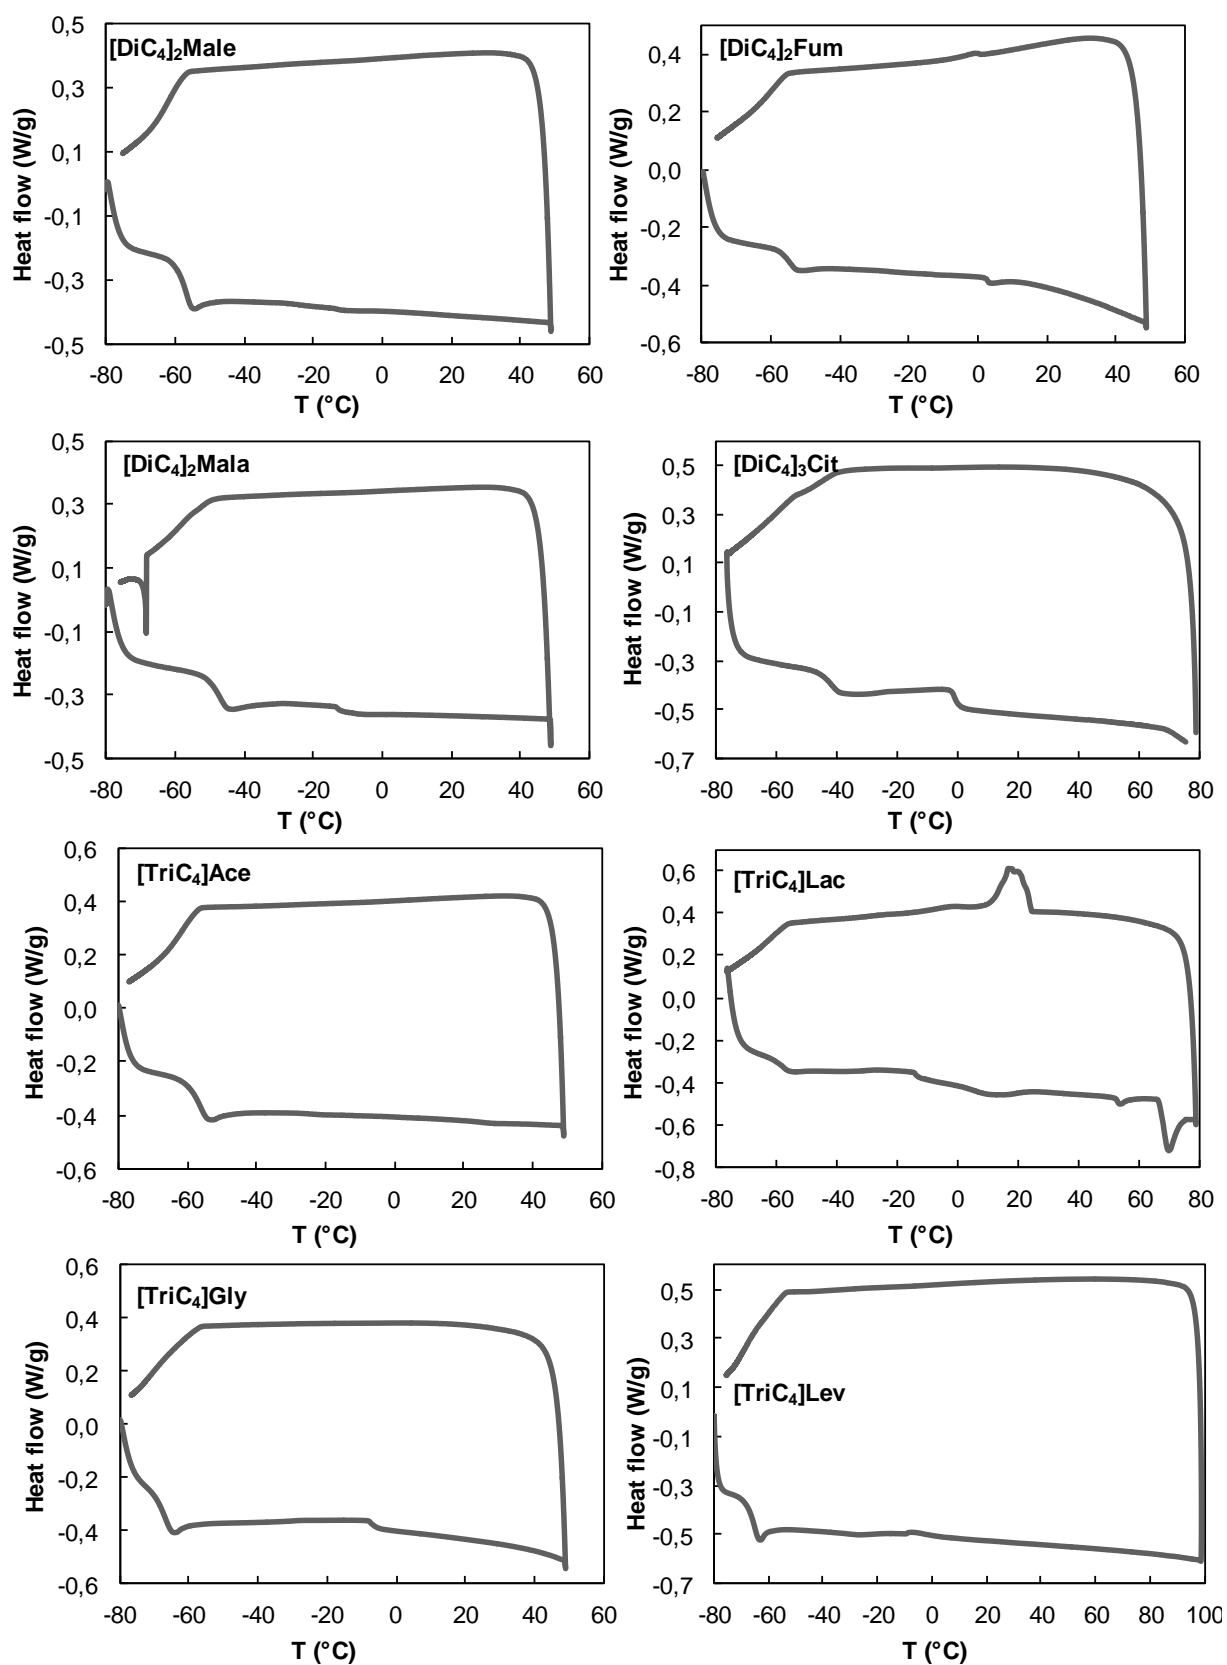 [DiC₄]₂Male
Heat flow (W/g)
0,5
0,3
0,1
-0,1
-0,3
-0,5
-80 -60 -40 -20 0 20 40 60
T (°C)
[DiC₄]₂Fum
Heat flow (W/g)
0,4
0,2
0,0
-0,2
-0,4
-0,6
-80 -60 -40 -20 0 20 40 60
T (°C)
[DiC₄]₂Mala
Heat flow (W/g)
0,5
0,3
0,1
-0,1
-0,3
-0,5
-80 -60 -40 -20 0 20 40 60
T (°C)
[DiC₄]₃Cit
Heat flow (W/g)
0,5
0,3
0,1
-0,1
-0,3
-0,5
-0,7
-80 -60 -40 -20 0 20 40 60 80
T (°C)
[TriC₄]Ace
Heat flow (W/g)
0,6
0,4
0,2
0,0
-0,2
-0,4
-0,6
-80 -60 -40 -20 0 20 40 60
T (°C)
[TriC₄]Lac
Heat flow (W/g)
0,6
0,4
0,2
0,0
-0,2
-0,4
-0,6
-0,8
-80 -60 -40 -20 0 20 40 60 80
T (°C)
[TriC₄]Gly
Heat flow (W/g)
0,6
0,4
0,2
0,0
-0,2
-0,4
-0,6
-80 -60 -40 -20 0 20 40 60
T (°C)
[TriC₄]Lev
Heat flow (W/g)
0,5
0,3
0,1
-0,1
-0,3
-0,5
-0,7
-80 -60 -40 -20 0 20 40 60 80 100
T (°C)